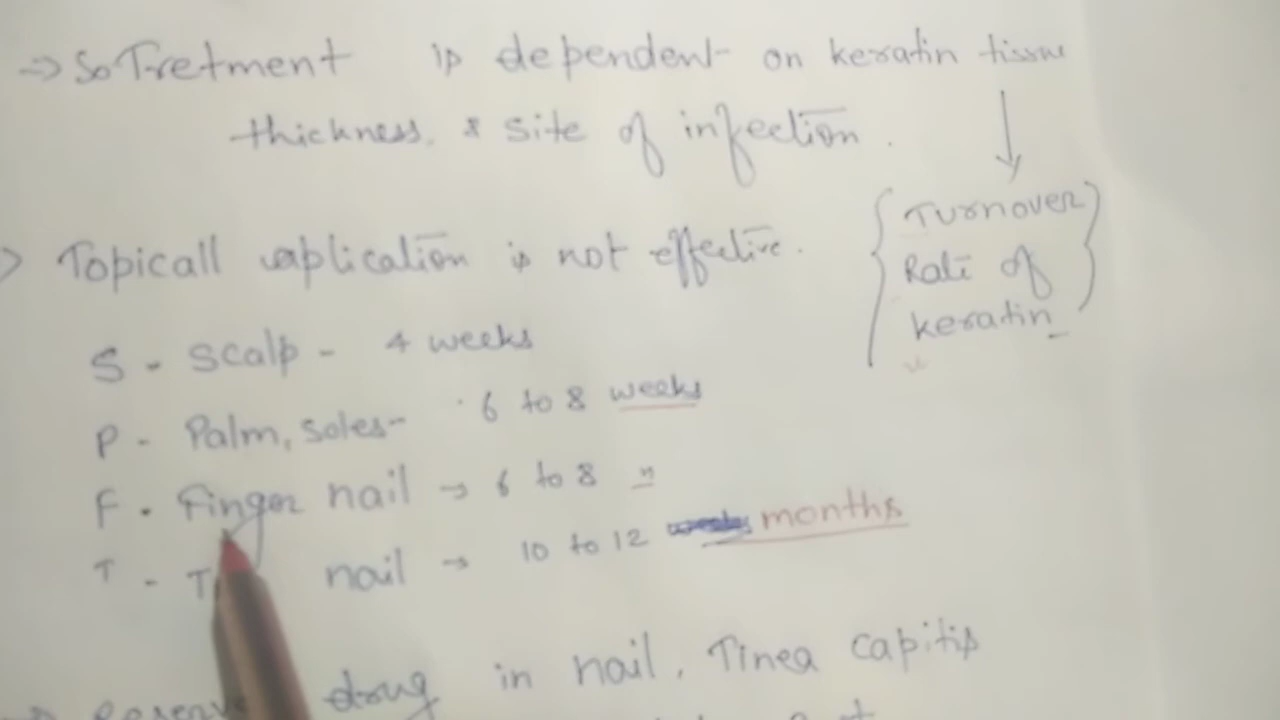 → So Tretment is dependent on keratin tissue
thickness. & site of infection.
Topicall aplication is not effective.
{ Turnover
Rate of
keratin }
S - Scalp - 4 weeks
P - Palm, soles - 6 to 8 weeks
F - Finger nail → 6 to 8 "
T - T nail → 10 to 12 months
drug in nail, Tinea capitis